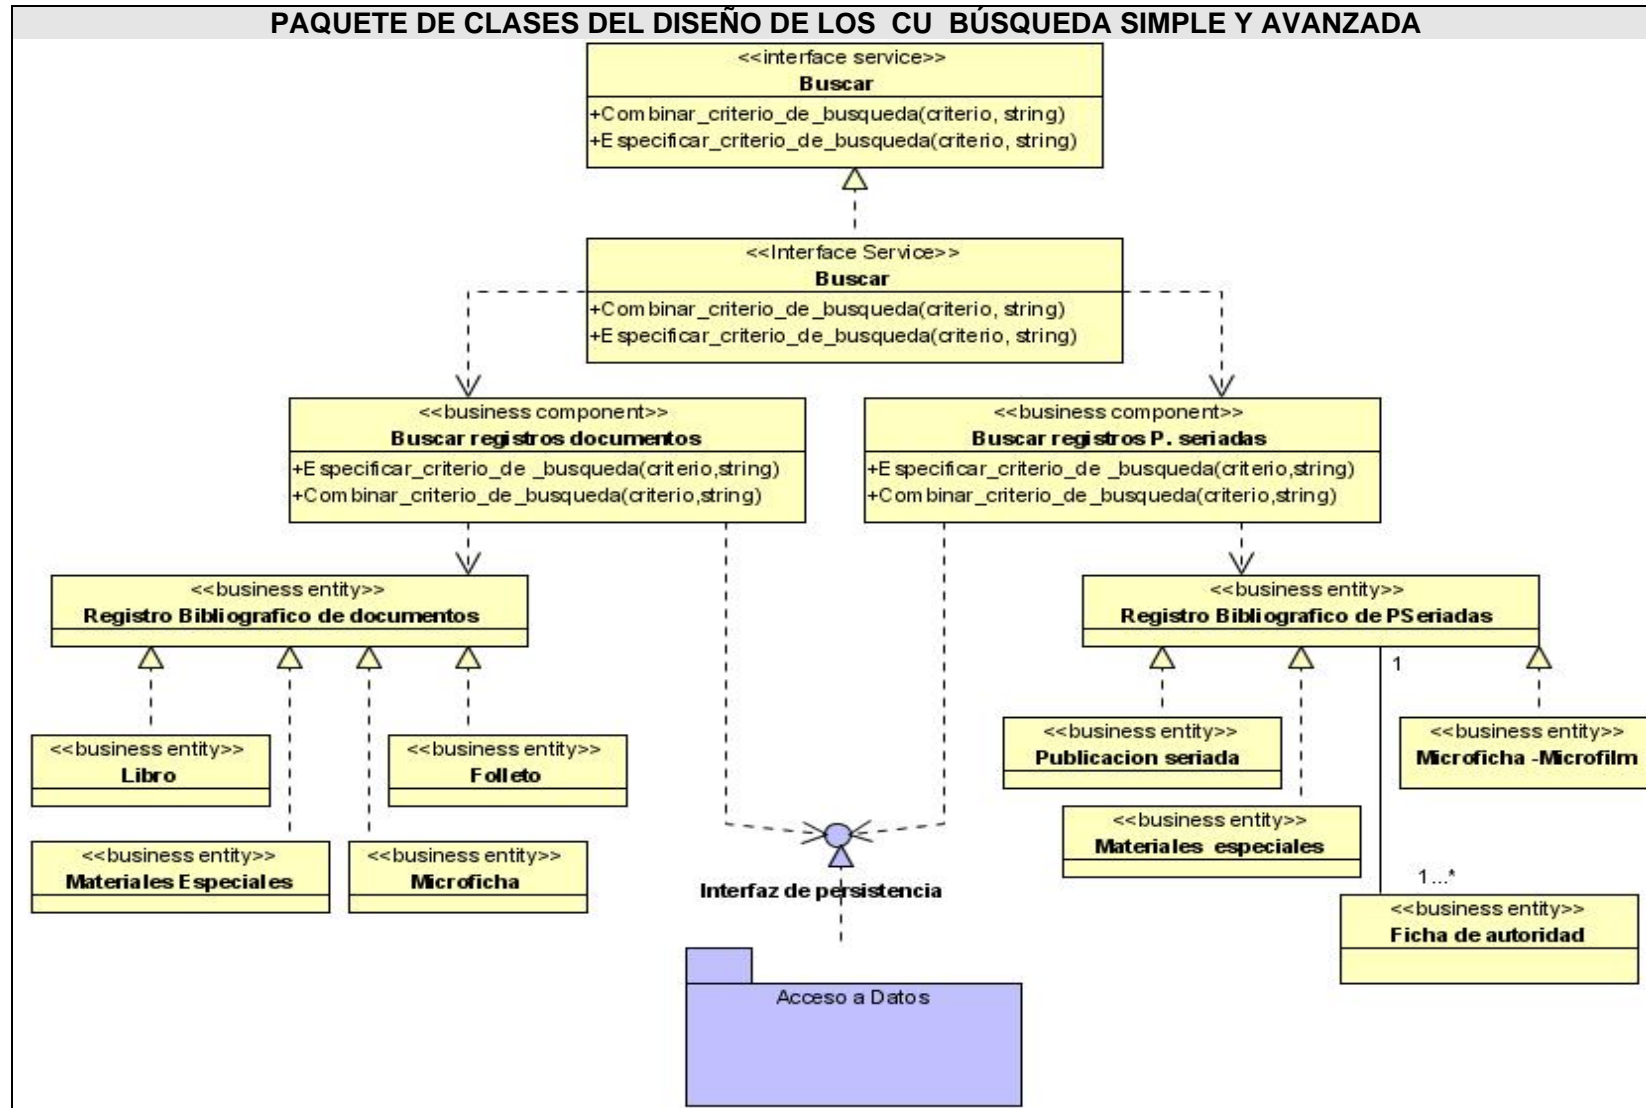 PAQUETE DE CLASES DEL DISEÑO DE LOS CU BÚSQUEDA SIMPLE Y AVANZADA
<<interface service>>
Buscar
+Combinar_criterio_de_busqueda(criterio, string)
+Especificar_criterio_de_busqueda(criterio, string)
<<Interface Service>>
Buscar
+Combinar_criterio_de_busqueda(criterio, string)
+Especificar_criterio_de_busqueda(criterio, string)
<<business component>>
Buscar registros documentos
+Especificar_criterio_de_busqueda(criterio,string)
+Combinar_criterio_de_busqueda(criterio,string)
<<business component>>
Buscar registros P. seriadas
+Especificar_criterio_de_busqueda(criterio,string)
+Combinar_criterio_de_busqueda(criterio,string)
<<business entity>>
Registro Bibliografico de documentos
<<business entity>>
Registro Bibliografico de PSeriadas
1
<<business entity>>
Libro
<<business entity>>
Folleto
<<business entity>>
Publicacion seriada
<<business entity>>
Microficha -Microfilm
<<business entity>>
Materiales Especiales
<<business entity>>
Microficha
<<business entity>>
Materiales especiales
Interfaz de persistencia
1...*
<<business entity>>
Ficha de autoridad
Acceso a Datos